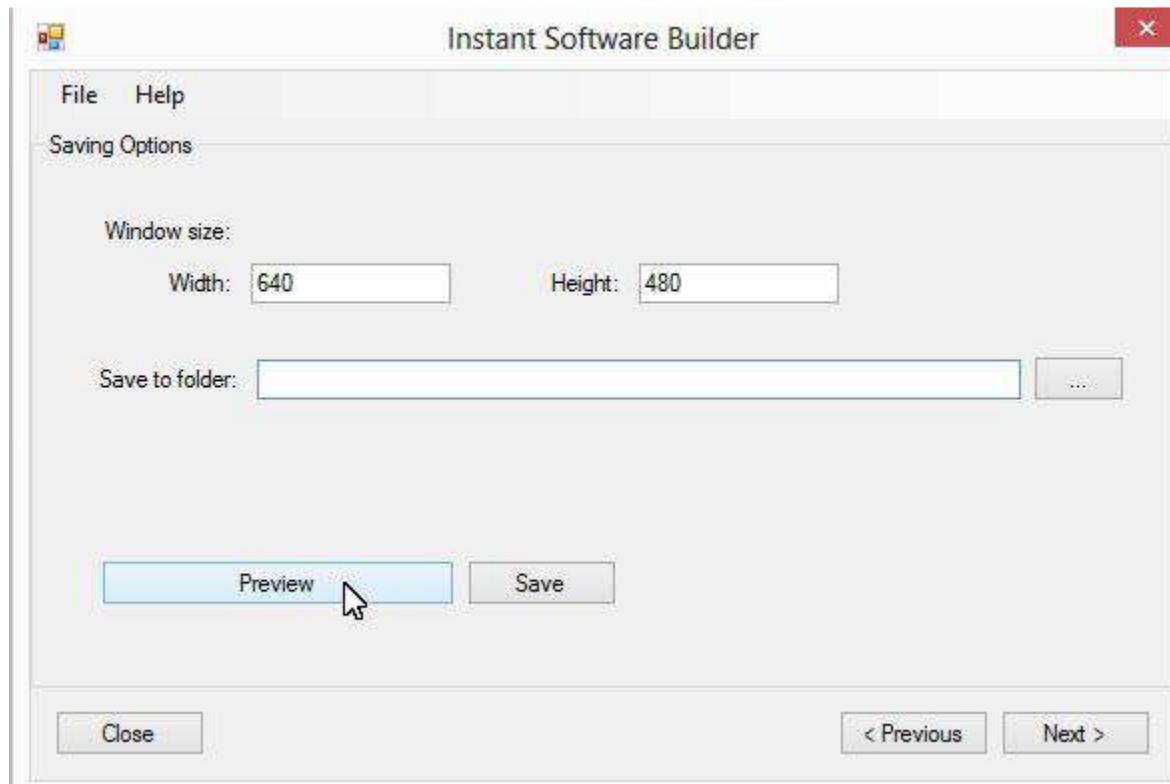 Instant Software Builder
File Help
Saving Options
Window size:
Width: 640 Height: 480
Save to folder: ...
Preview Save
Close < Previous Next >